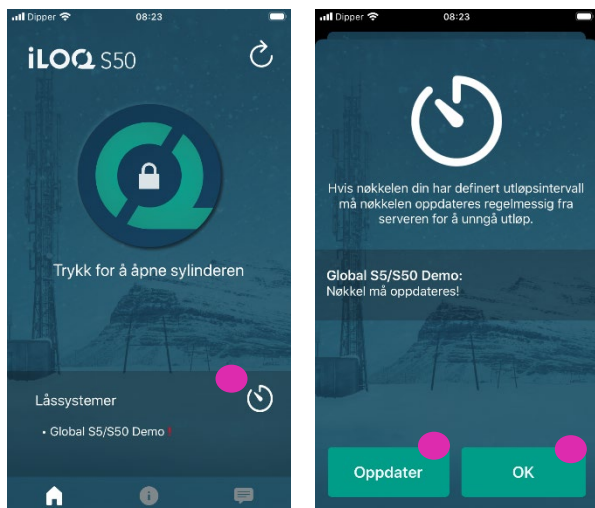 Dipper 08:23
iLOQ S50
Trykk for å åpne sylinderen
Låssystemer
• Global S5/S50 Demo !
Dipper 08:23
Hvis nøkkelen din har definert utløpsintervall
må nøkkelen oppdateres regelmessig fra
serveren for å unngå utløp.
Global S5/S50 Demo:
Nøkkel må oppdateres!
Oppdater OK